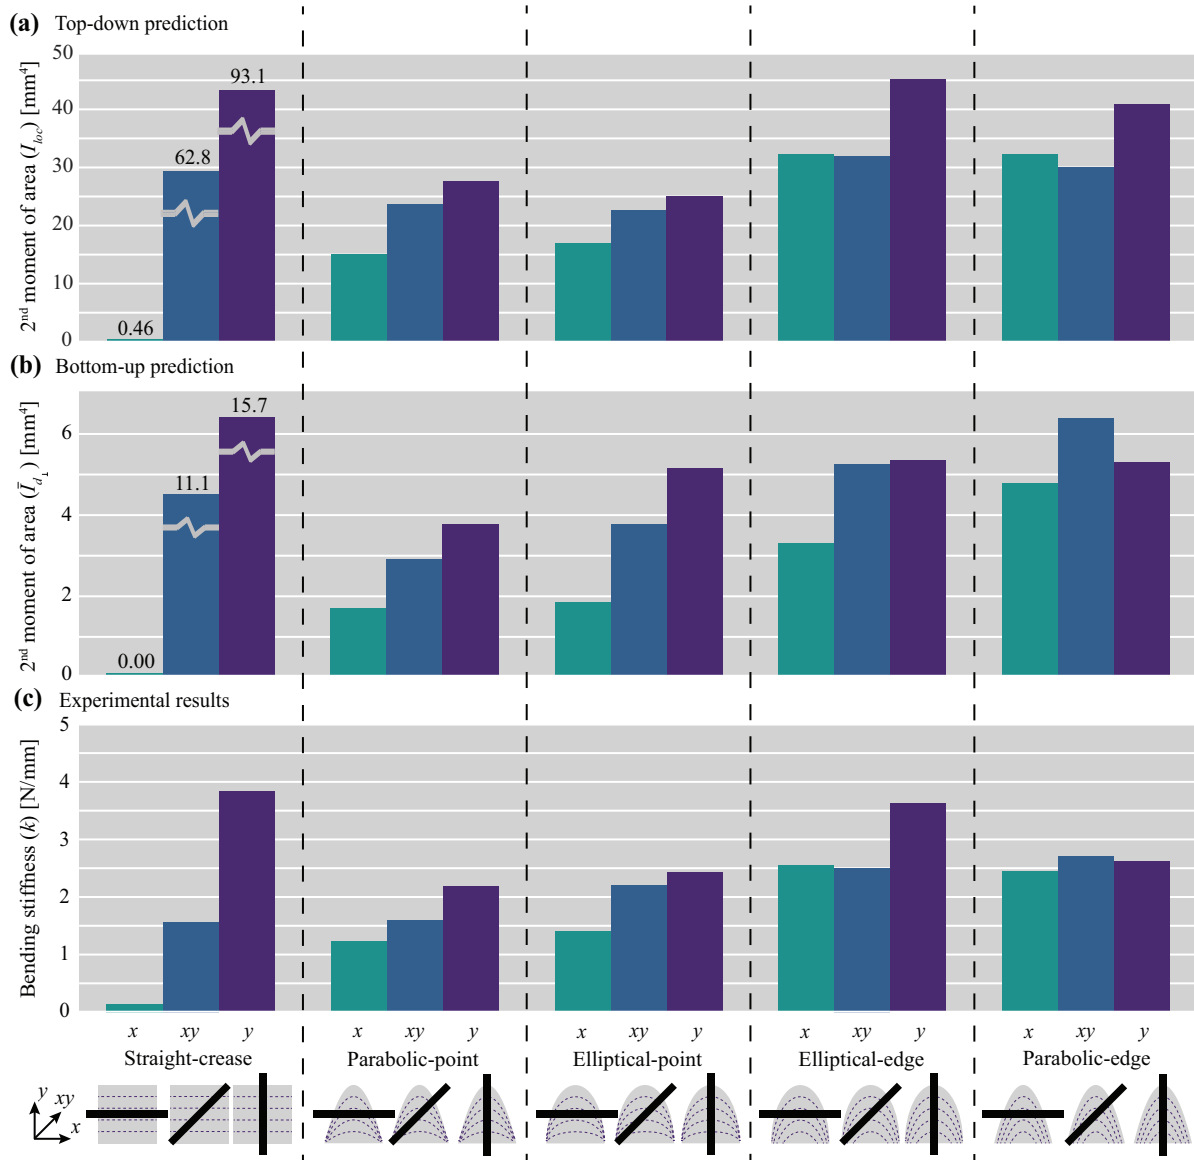 (a) Top-down prediction
2nd moment of area (I_loc) [mm⁴]
50
40
30
20
10
0
0.46
62.8
93.1
(b) Bottom-up prediction
2nd moment of area (Ī_d⊥) [mm⁴]
6
4
2
0
0.00
11.1
15.7
(c) Experimental results
Bending stiffness (k) [N/mm]
5
4
3
2
1
0
x xy y x xy y x xy y x xy y x xy y
Straight-crease Parabolic-point Elliptical-point Elliptical-edge Parabolic-edge
y xy
x